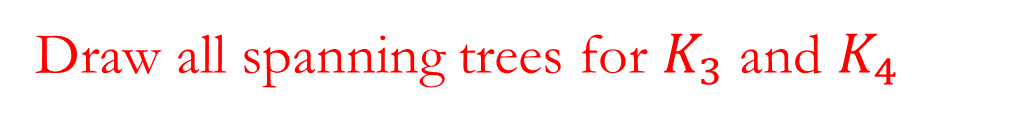 Draw all spanning trees for K₃ and K₄